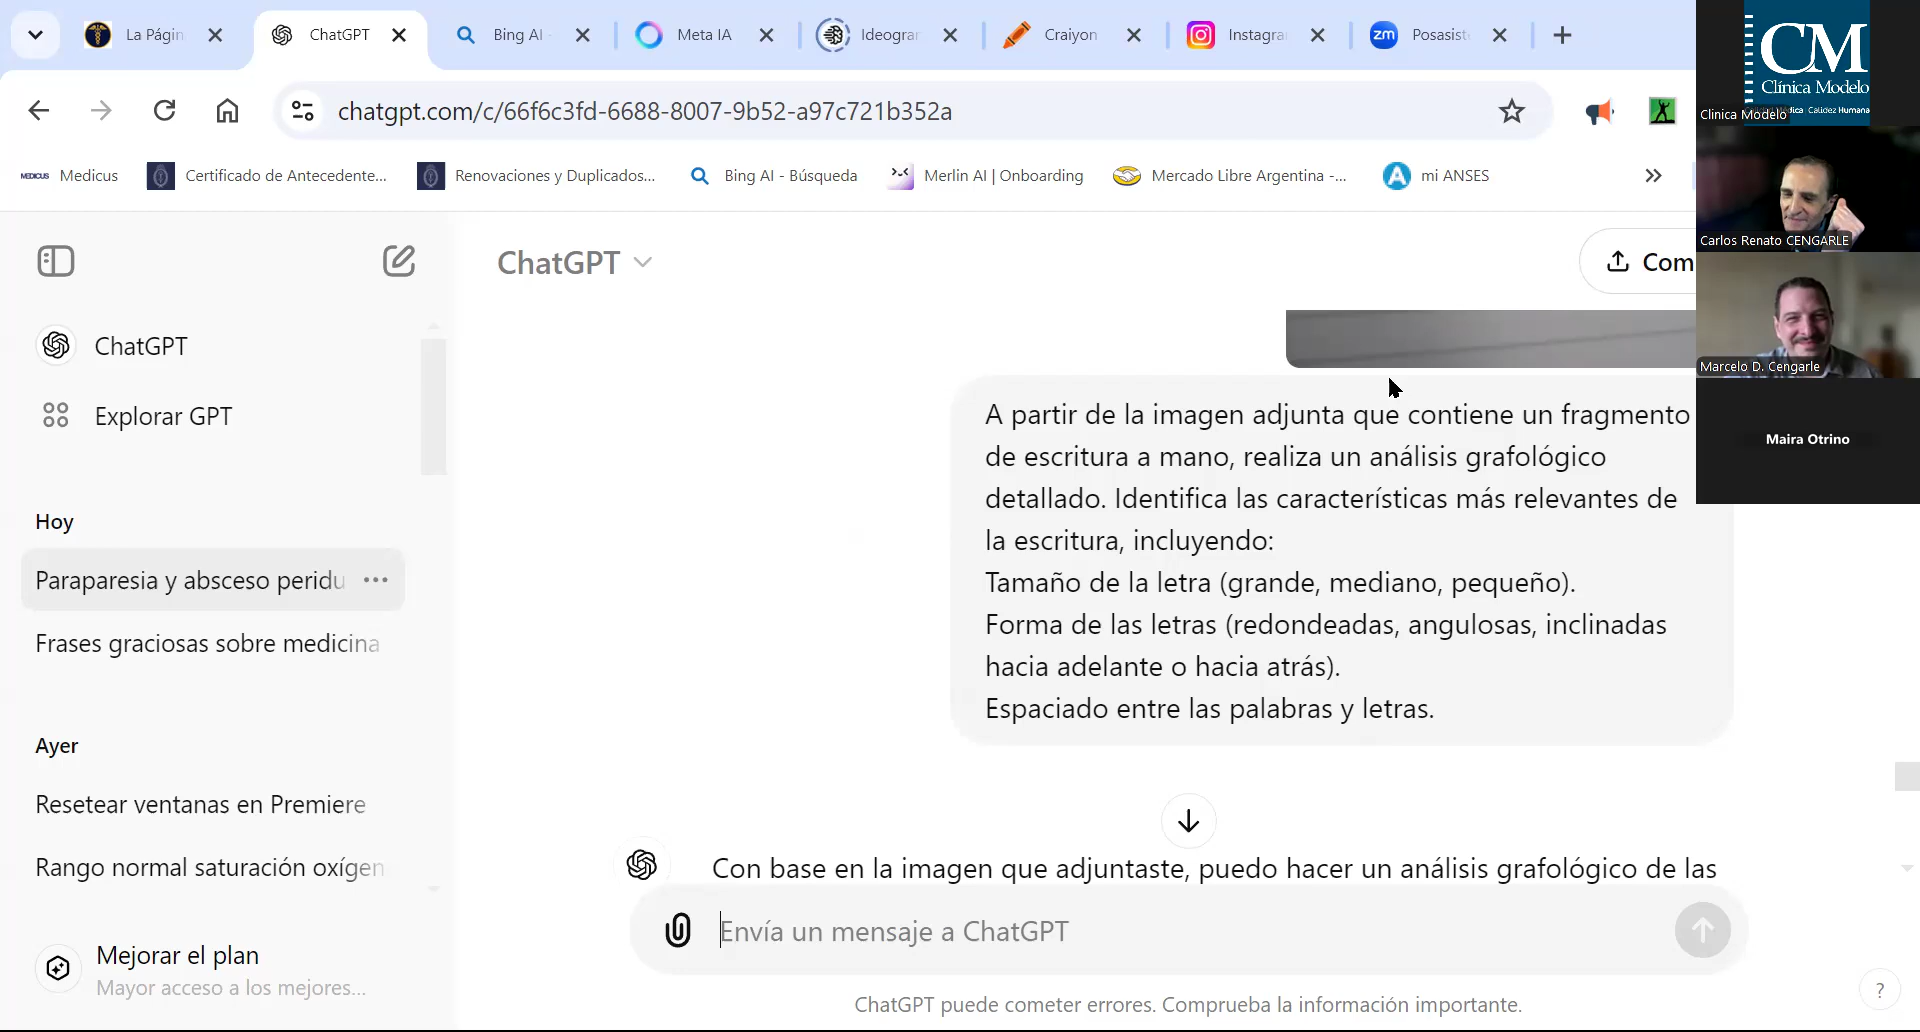 La Págin
ChatGPT
Bing AI -
Meta IA
Ideogra
Craiyon
Instagra
zm
Posasist
chatgpt.com/c/66f6c3fd-6688-8007-9b52-a97c721b352a
MEDICUS
Medicus
Certificado de Antecedente...
Renovaciones y Duplicados...
Bing AI - Búsqueda
Merlin AI | Onboarding
Mercado Libre Argentina -...
mi ANSES
CM
Clínica Modelo
Clinica Modelo
Calidez Humana
Carlos Renato CENGARLE
Marcelo D. Cengarle
Maira Otrino
ChatGPT
Com
ChatGPT
Explorar GPT
Hoy
Paraparesia y absceso peridu
Frases graciosas sobre medicina
Ayer
Resetear ventanas en Premiere
Rango normal saturación oxígen
Mejorar el plan
Mayor acceso a los mejores...
A partir de la imagen adjunta que contiene un fragmento
de escritura a mano, realiza un análisis grafológico
detallado. Identifica las características más relevantes de
la escritura, incluyendo:
Tamaño de la letra (grande, mediano, pequeño).
Forma de las letras (redondeadas, angulosas, inclinadas
hacia adelante o hacia atrás).
Espaciado entre las palabras y letras.
Con base en la imagen que adjuntaste, puedo hacer un análisis grafológico de las
Envía un mensaje a ChatGPT
ChatGPT puede cometer errores. Comprueba la información importante.
?